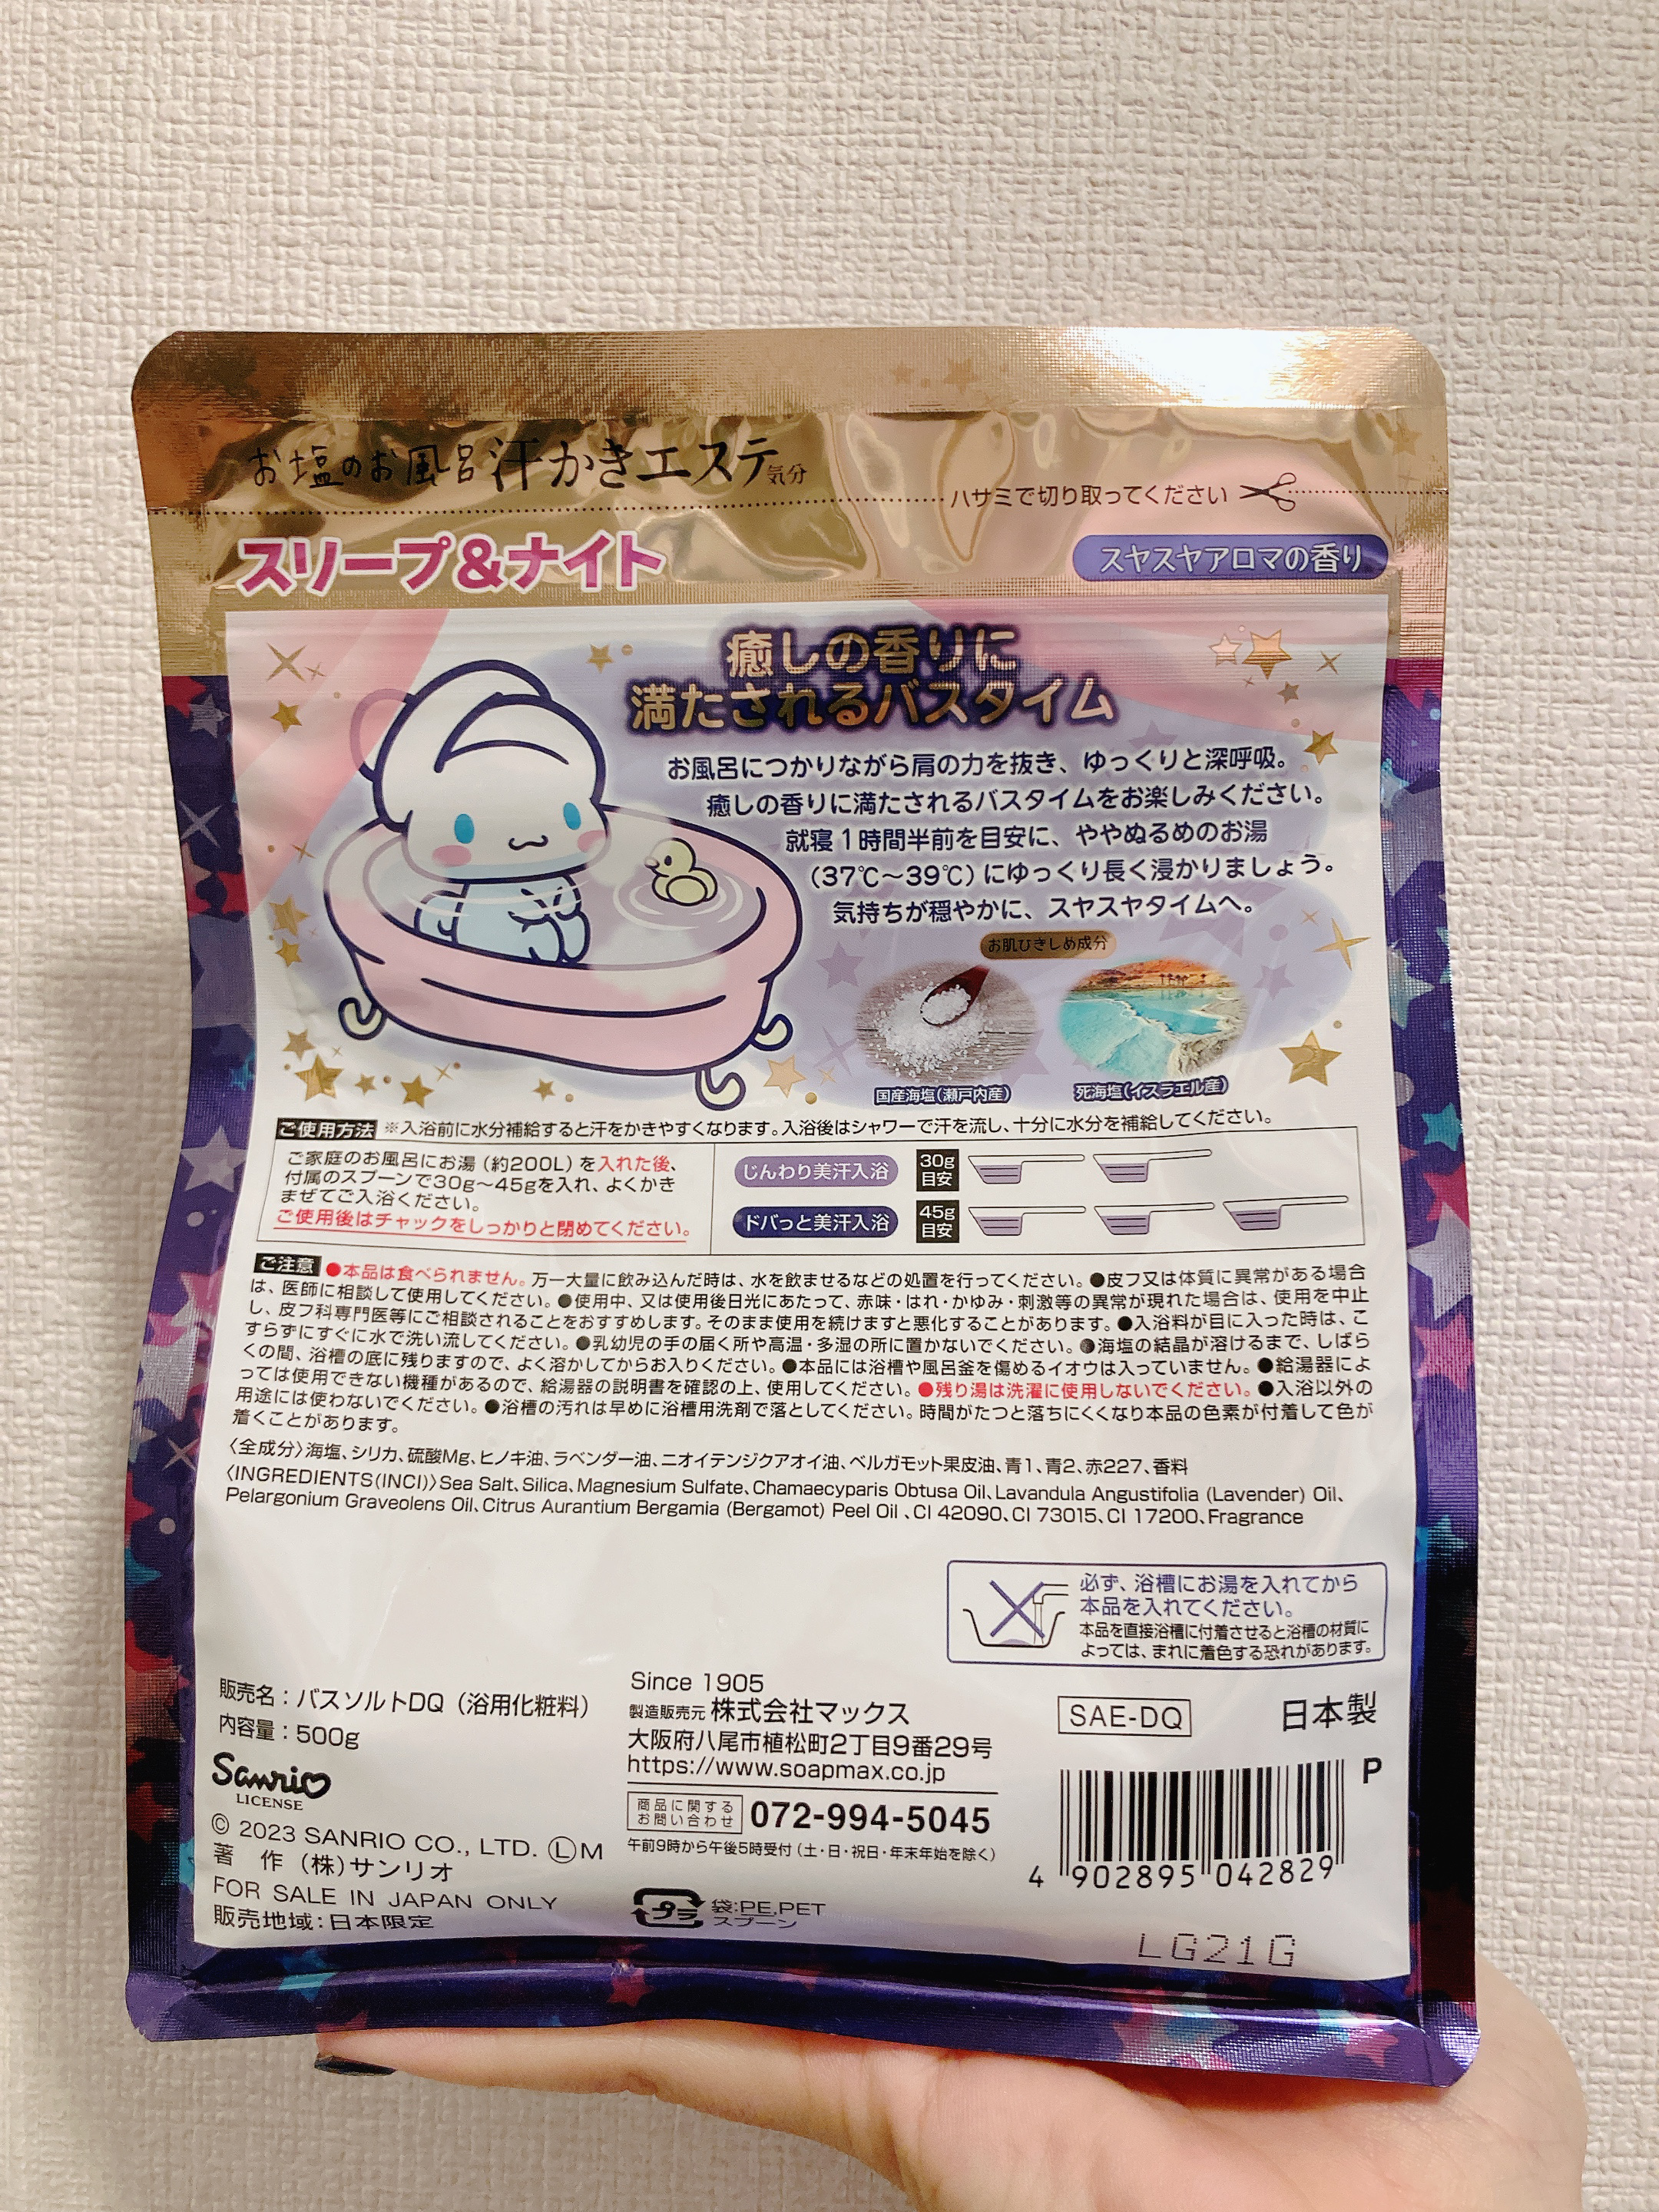 お塩のお風呂汗かきエステ気分
ハサミで切り取ってください
スリープ&ナイト
スヤスヤアロマの香り
癒しの香りに
満たされるバスタイム
お風呂につかりながら肩の力を抜き、ゆっくりと深呼吸。
癒しの香りに満たされるバスタイムをお楽しみください。
就寝1時間半前を目安に、ややぬるめのお湯
(37℃~39℃)にゆっくり長く浸かりましょう。
気持ちが穏やかに、スヤスヤタイムへ。
お肌ひきしめ成分
国産海塩(瀬戸内産)
死海塩(イスラエル産)
ご使用方法 ※入浴前に水分補給すると汗をかきやすくなります。入浴後はシャワーで汗を流し、十分に水分を補給してください。
ご家庭のお風呂にお湯(約200L)を入れた後、
付属のスプーンで30g~45gを入れ、よくかき
まぜてご入浴ください。
ご使用後はチャックをしっかりと閉めてください。
じんわり美汗入浴
30g
目安
ドバっと美汗入浴
45g
目安
ご注意 ●本品は食べられません。万一大量に飲み込んだ時は、水を飲ませるなどの処置を行ってください。●皮フ又は体質に異常がある場合
は、医師に相談して使用してください。●使用中、又は使用後日光にあたって、赤味・はれ・かゆみ・刺激等の異常が現れた場合は、使用を中止
し、皮フ科専門医等にご相談されることをおすすめします。そのまま使用を続けますと悪化することがあります。●入浴料が目に入った時は、こ
すらずにすぐに水で洗い流してください。●乳幼児の手の届く所や高温・多湿の所に置かないでください。●海塩の結晶が溶けるまで、しばら
くの間、浴槽の底に残りますので、よく溶かしてからお入りください。●本品には浴槽や風呂釜を傷めるイオウは入っていません。●給湯器によ
っては使用できない機種があるので、給湯器の説明書を確認の上、使用してください。●残り湯は洗濯に使用しないでください。●入浴以外の
用途には使わないでください。●浴槽の汚れは早めに浴槽用洗剤で落としてください。時間がたつと落ちにくくなり本品の色素が付着して色が
着くことがあります。
〈全成分〉海塩、シリカ、硫酸Mg、ヒノキ油、ラベンダー油、ニオイテンジクアオイ油、ベルガモット果皮油、青1、青2、赤227、香料
〈INGREDIENTS(INCI)〉Sea Salt、Silica、Magnesium Sulfate、Chamaecyparis Obtusa Oil、Lavandula Angustifolia (Lavender) Oil、
Pelargonium Graveolens Oil、Citrus Aurantium Bergamia (Bergamot) Peel Oil、CI 42090、CI 73015、CI 17200、Fragrance
必ず、浴槽にお湯を入れてから
本品を入れてください。
本品を直接浴槽に付着させると浴槽の材質に
よっては、まれに着色する恐れがあります。
販売名:バスソルトDQ(浴用化粧料)
内容量:500g
Sanrio
LICENSE
© 2023 SANRIO CO., LTD. Ⓛ M
著 作 (株)サンリオ
FOR SALE IN JAPAN ONLY
販売地域:日本限定
Since 1905
製造販売元 株式会社マックス
大阪府八尾市植松町2丁目9番29号
https://www.soapmax.co.jp
商品に関する
お問い合わせ
072-994-5045
午前9時から午後5時受付(土・日・祝日・年末年始を除く)
プラ
袋:PE,PET
スプーン
SAE-DQ
日本製
P
4 902895 042829
LG21G